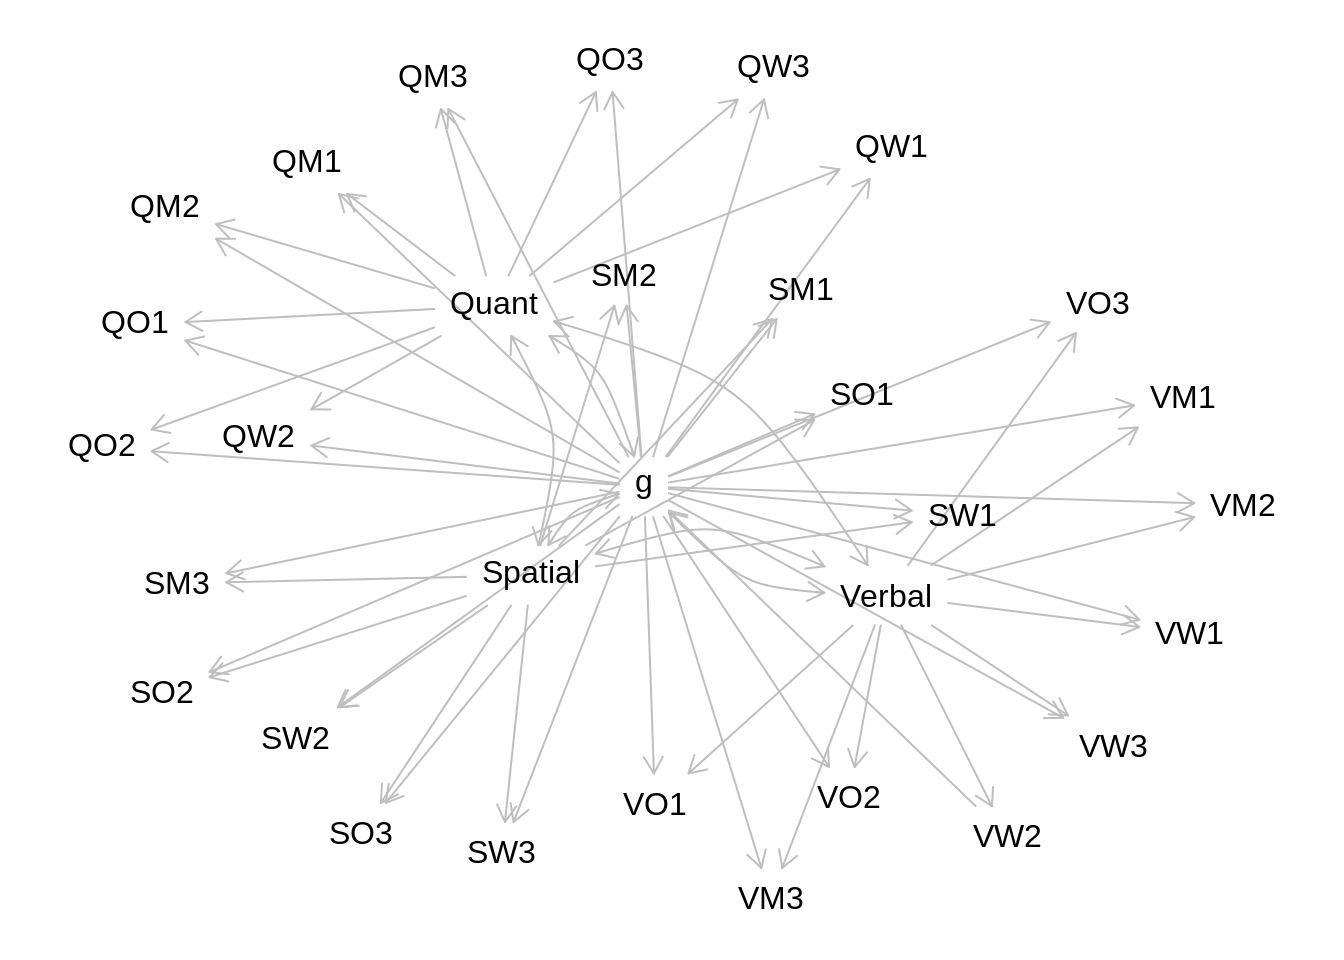 QO3
QW3
QM3
QW1
QM1
QM2
SM2
SM1
Quant
VO3
QO1
SO1
VM1
QW2
QO2
g
VM2
SW1
Spatial
SM3
Verbal
VW1
SO2
SW2
VW3
VO2
VO1
SO3
VW2
SW3
VM3